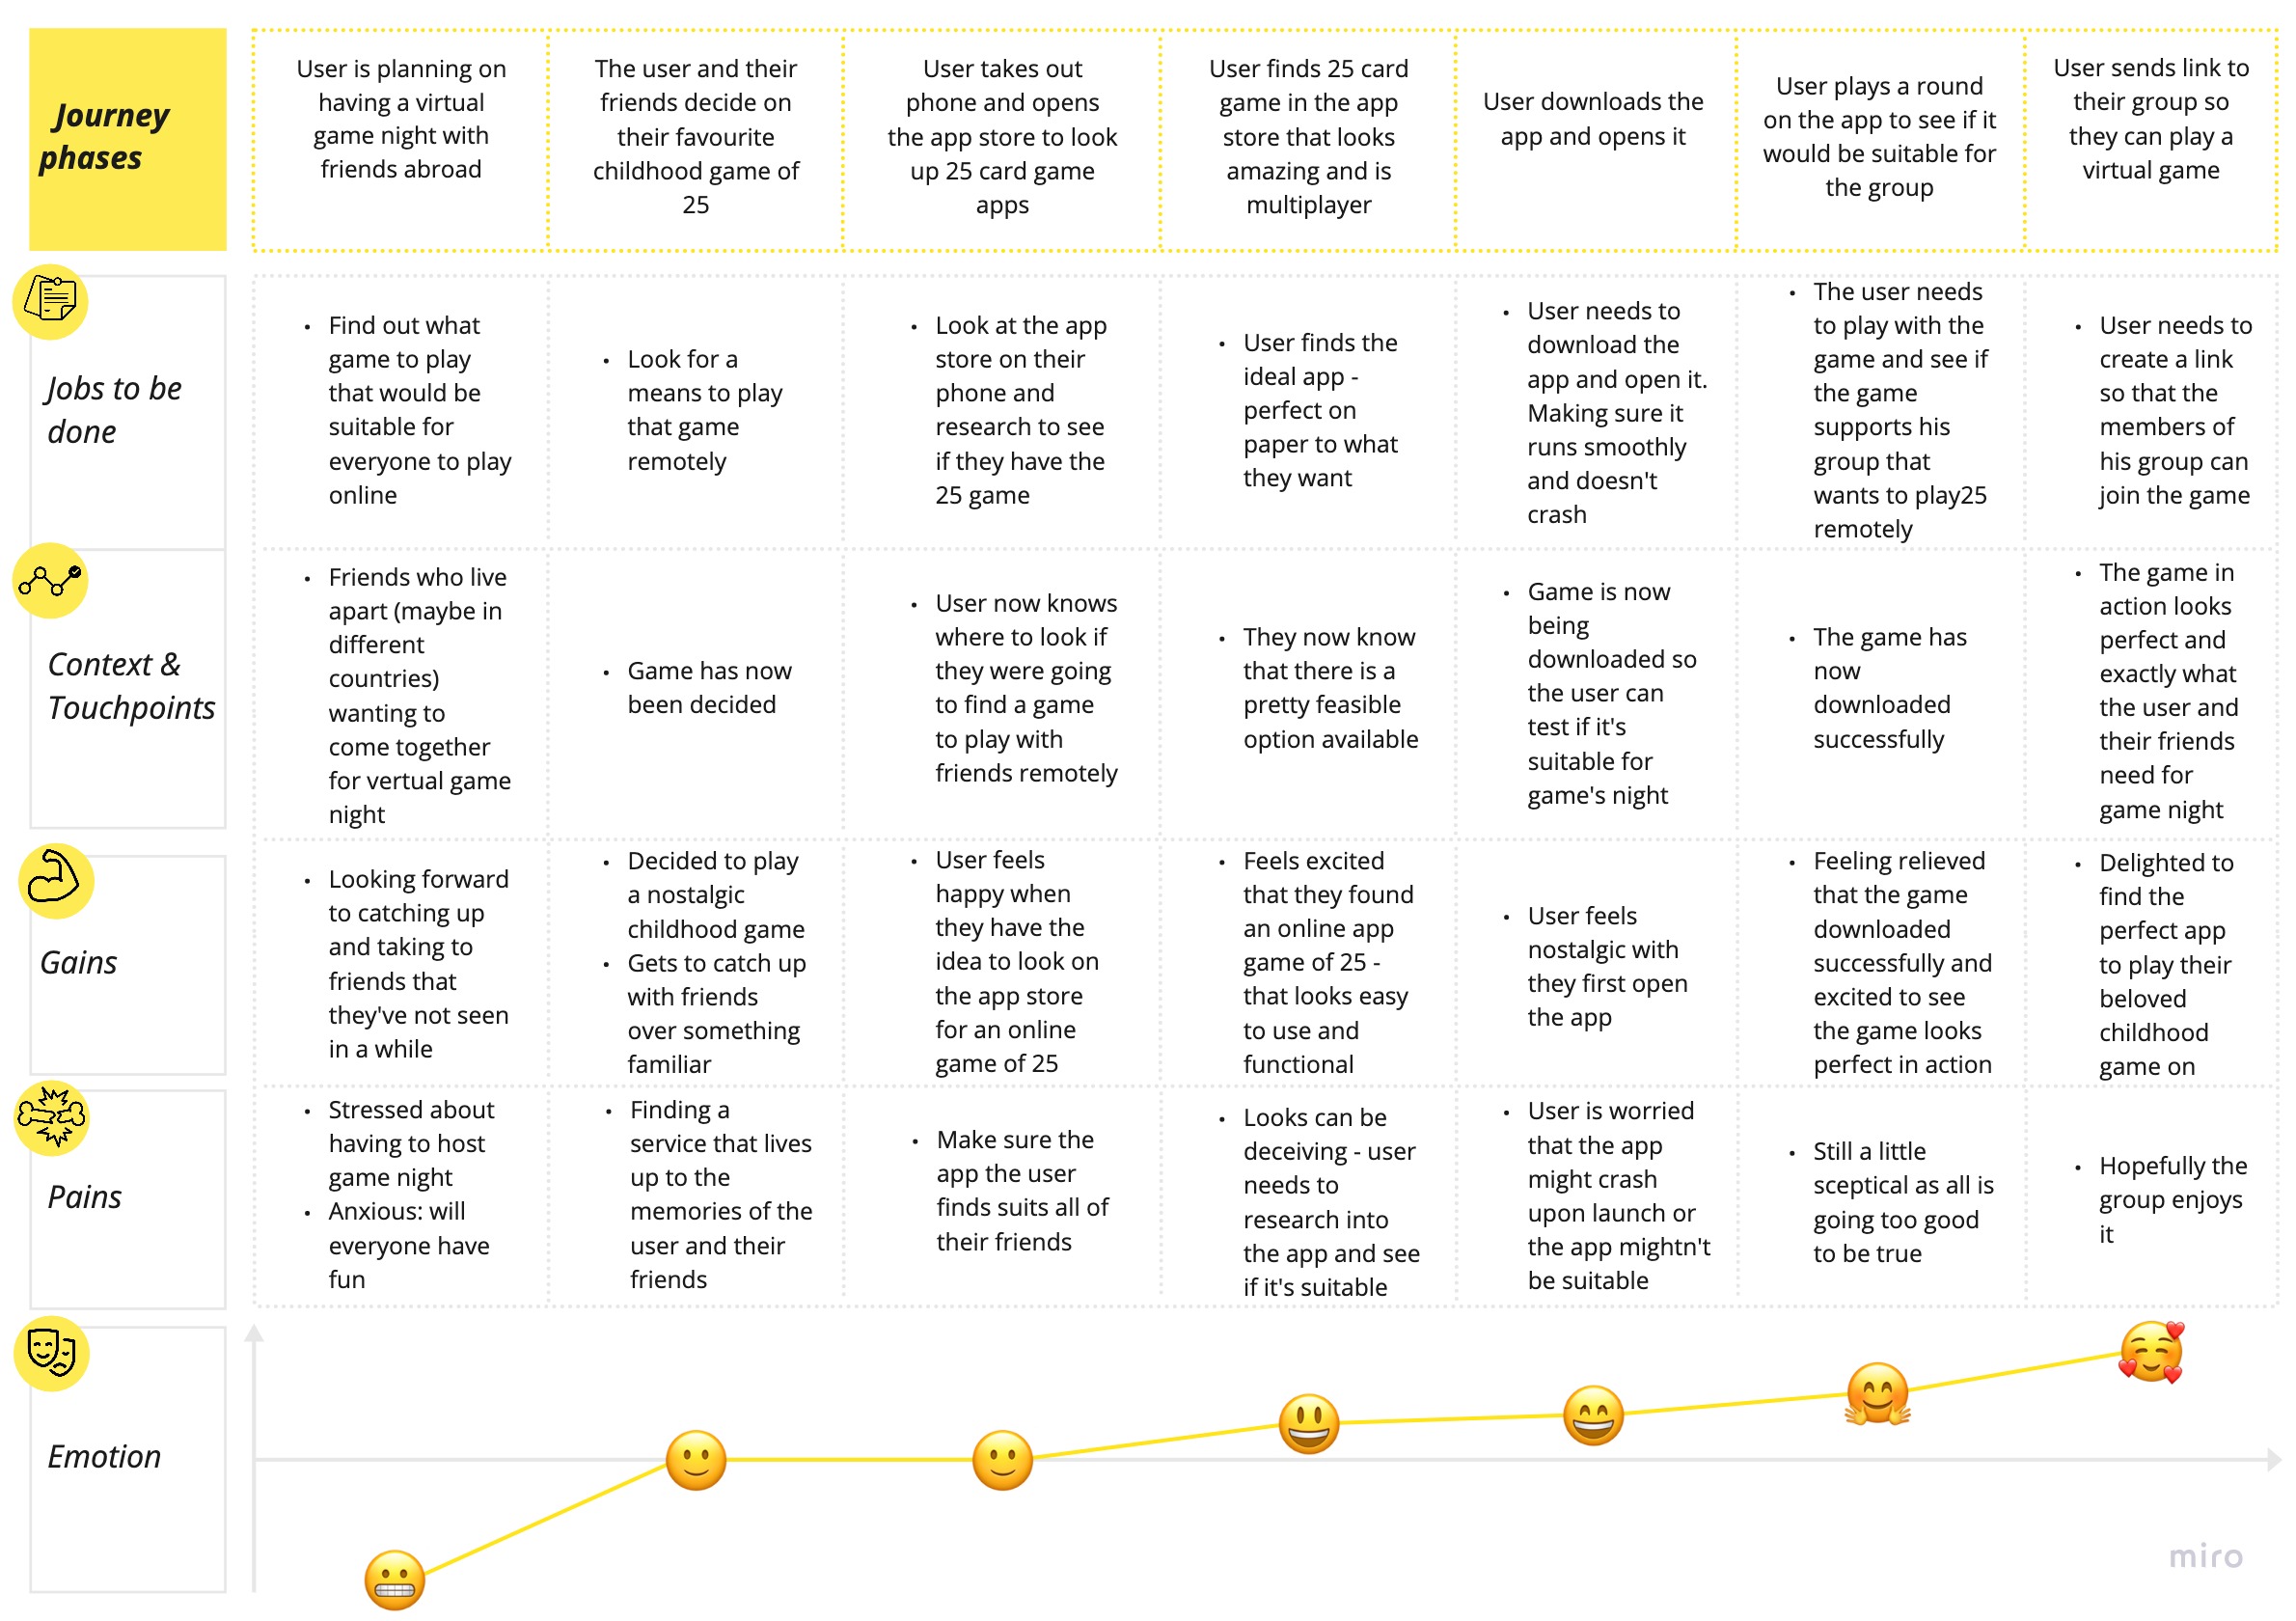 Journey
phases
User is planning on
having a virtual
game night with
friends abroad
The user and their
friends decide on
their favourite
childhood game of
25
User takes out
phone and opens
the app store to look
up 25 card game
apps
User finds 25 card
game in the app
store that looks
amazing and is
multiplayer
User downloads the
app and opens it
User plays a round
on the app to see if it
would be suitable for
the group
User sends link to
their group so
they can play a
virtual game
Jobs to be
done
• Find out what
game to play
that would be
suitable for
everyone to play
online
• Look for a
means to play
that game
remotely
• Look at the app
store on their
phone and
research to see
if they have the
25 game
• User finds the
ideal app -
perfect on
paper to what
they want
• User needs to
download the
app and open it.
Making sure it
runs smoothly
and doesn't
crash
• The user needs
to play with the
game and see if
the game
supports his
group that
wants to play25
remotely
• User needs to
create a link
so that the
members of
his group can
join the game
Context &
Touchpoints
• Friends who live
apart (maybe in
different
countries)
wanting to
come together
for vertual game
night
• Game has now
been decided
• User now knows
where to look if
they were going
to find a game
to play with
friends remotely
• They now know
that there is a
pretty feasible
option available
• Game is now
being
downloaded so
the user can
test if it's
suitable for
game's night
• The game has
now
downloaded
successfully
• The game in
action looks
perfect and
exactly what
the user and
their friends
need for
game night
Gains
• Looking forward
to catching up
and taking to
friends that
they've not seen
in a while
• Decided to play
a nostalgic
childhood game
• Gets to catch up
with friends
over something
familiar
• User feels
happy when
they have the
idea to look on
the app store
for an online
game of 25
• Feels excited
that they found
an online app
game of 25 -
that looks easy
to use and
functional
• User feels
nostalgic with
they first open
the app
• Feeling relieved
that the game
downloaded
successfully and
excited to see
the game looks
perfect in action
• Delighted to
find the
perfect app
to play their
beloved
childhood
game on
Pains
• Stressed about
having to host
game night
• Anxious: will
everyone have
fun
• Finding a
service that lives
up to the
memories of the
user and their
friends
• Make sure the
app the user
finds suits all of
their friends
• Looks can be
deceiving - user
needs to
research into
the app and see
if it's suitable
• User is worried
that the app
might crash
upon launch or
the app mightn't
be suitable
• Still a little
sceptical as all is
going too good
to be true
• Hopefully the
group enjoys
it
Emotion
miro